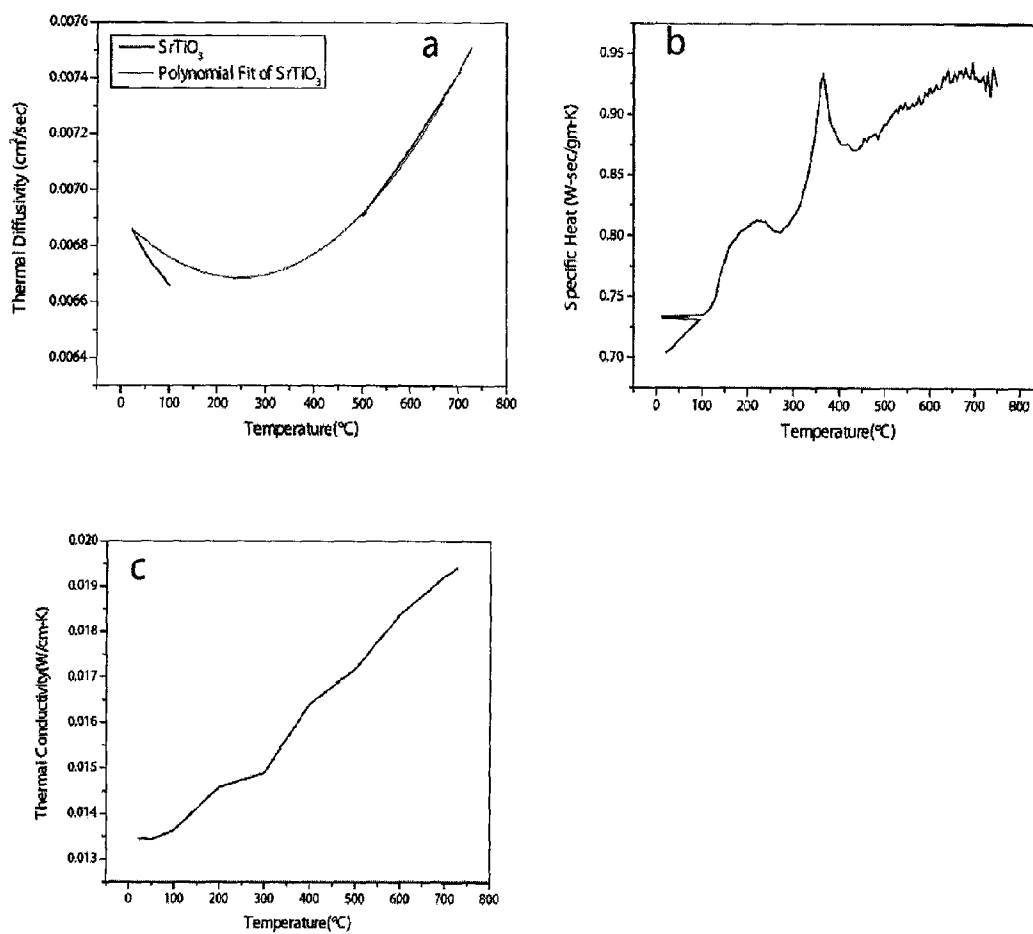 a
SrTiO₃
Polynomial Fit of SrTiO₃
Thermal Diffusivity (cm²/sec)
0.0076
0.0074
0.0072
0.0070
0.0068
0.0066
0.0064
0 100 200 300 400 500 600 700 800
Temperature(°C)
b
Specific Heat (W-sec/gm-K)
0.95
0.90
0.85
0.80
0.75
0.70
0 100 200 300 400 500 600 700 800
Temperature(°C)
c
Thermal Conductivity(W/cm-K)
0.020
0.019
0.018
0.017
0.016
0.015
0.014
0.013
0 100 200 300 400 500 600 700 800
Temperature(°C)